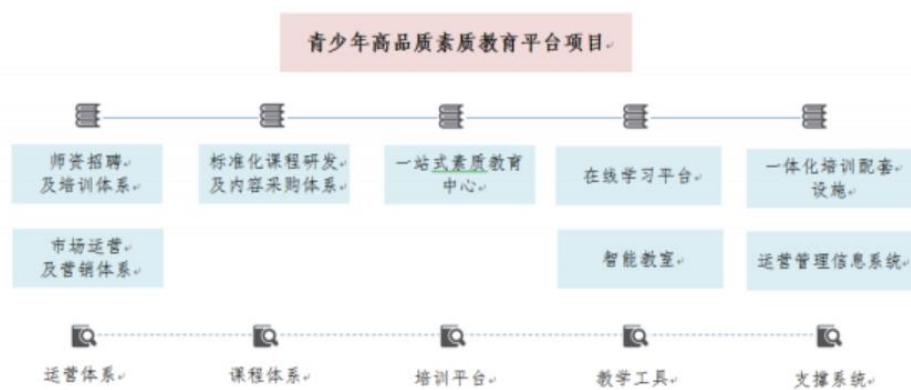 青少年高品质素质教育平台项目
师资招聘
及培训体系
标准化课程研发
及内容采购体系
一站式素质教育
中心
在线学习平台
一体化培训配套
设施
市场运营
及营销体系
智能教室
运营管理信息系统
运营体系
课程体系
培训平台
教学工具
支撑系统